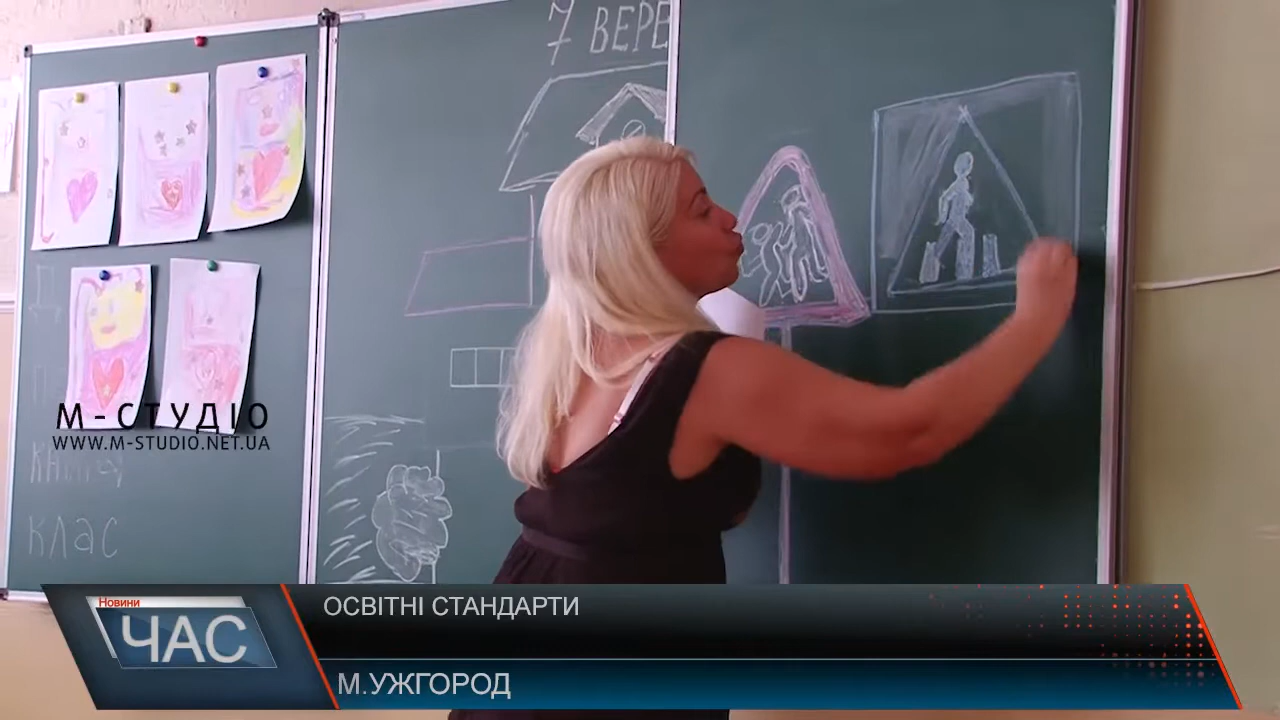 7 ВЕРЕ
М-СТУДІО
WWW.M-STUDIO.NET.UA
клас
Новини
ЧАС
ОСВІТНІ СТАНДАРТИ
М.УЖГОРОД